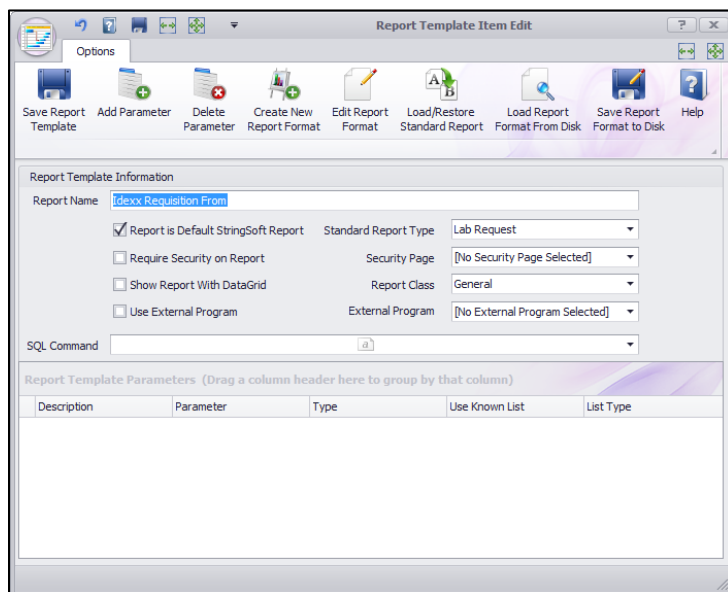 Report Template Item Edit
Options
Save Report Template
Add Parameter
Delete Parameter
Create New Report Format
Edit Report Format
Load/Restore Standard Report
Load Report Format From Disk
Save Report Format to Disk
Help
Report Template Information
Report Name Idexx Requisition From
Report is Default StringSoft Report Standard Report Type Lab Request
Require Security on Report Security Page [No Security Page Selected]
Show Report With DataGrid Report Class General
Use External Program External Program [No External Program Selected]
SQL Command a
Report Template Parameters (Drag a column header here to group by that column)
Description Parameter Type Use Known List List Type